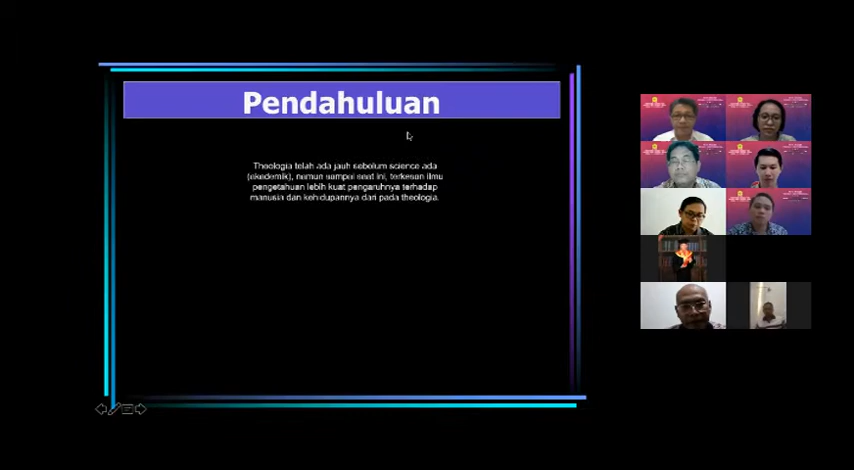 Pendahuluan
Theologia telah ada jauh sebelum science ada
(akademik), namun sampai saat ini, terkesan ilmu
pengetahuan lebih kuat pengaruhnya terhadap
manusia dan kehidupannya dari pada theologia.